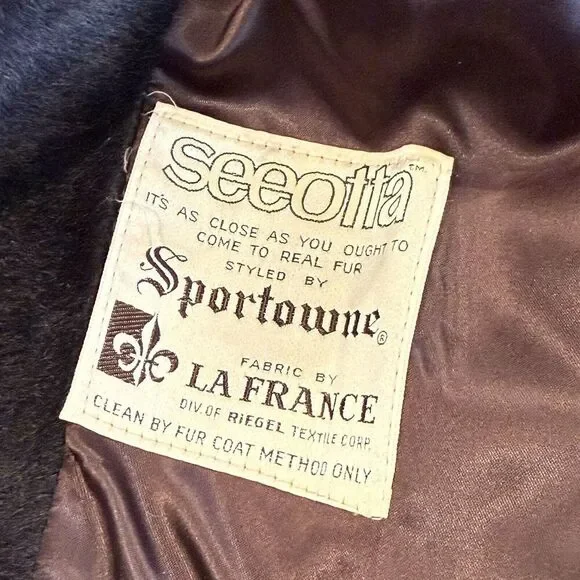 seeotta™
IT'S AS CLOSE AS YOU OUGHT TO
COME TO REAL FUR
STYLED BY
Sportowne®
FABRIC BY
LA FRANCE
DIV. OF RIEGEL TEXTILE CORP.
CLEAN BY FUR COAT METHOD ONLY